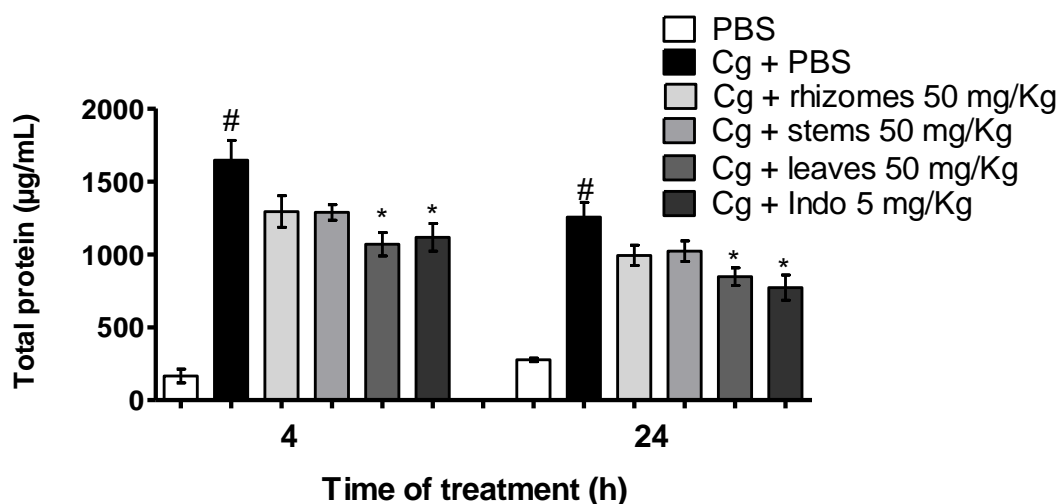 PBS
Cg + PBS
Cg + rhizomes 50 mg/Kg
Cg + stems 50 mg/Kg
Cg + leaves 50 mg/Kg
Cg + Indo 5 mg/Kg
Total protein (µg/mL)
2000
1500
1000
500
0
#
*
*
#
*
*
4
24
Time of treatment (h)